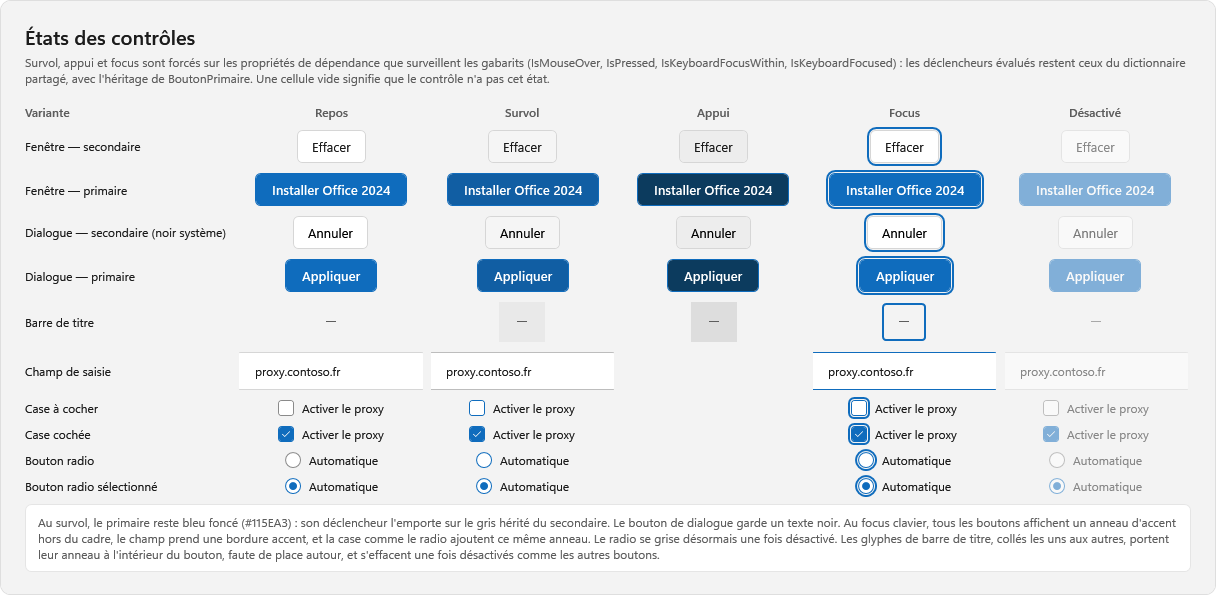 États des contrôles
Survol, appui et focus sont forcés sur les propriétés de dépendance que surveillent les gabarits (IsMouseOver, IsPressed, IsKeyboardFocusWithin, IsKeyboardFocused) : les déclencheurs évalués restent ceux du dictionnaire
partagé, avec l'héritage de BoutonPrimaire. Une cellule vide signifie que le contrôle n'a pas cet état.
Variante Repos Survol Appui Focus Désactivé
Fenêtre — secondaire Effacer Effacer Effacer Effacer Effacer
Fenêtre — primaire Installer Office 2024 Installer Office 2024 Installer Office 2024 Installer Office 2024 Installer Office 2024
Dialogue — secondaire (noir système) Annuler Annuler Annuler Annuler Annuler
Dialogue — primaire Appliquer Appliquer Appliquer Appliquer Appliquer
Barre de titre — — — — —
Champ de saisie proxy.contoso.fr proxy.contoso.fr proxy.contoso.fr proxy.contoso.fr
Case à cocher Activer le proxy Activer le proxy Activer le proxy Activer le proxy
Case cochée Activer le proxy Activer le proxy Activer le proxy Activer le proxy
Bouton radio Automatique Automatique Automatique Automatique
Bouton radio sélectionné Automatique Automatique Automatique Automatique
Au survol, le primaire reste bleu foncé (#115EA3) : son déclencheur l'emporte sur le gris hérité du secondaire. Le bouton de dialogue garde un texte noir. Au focus clavier, tous les boutons affichent un anneau d'accent
hors du cadre, le champ prend une bordure accent, et la case comme le radio ajoutent ce même anneau. Le radio se grise désormais une fois désactivé. Les glyphes de barre de titre, collés les uns aux autres, portent
leur anneau à l'intérieur du bouton, faute de place autour, et s'effacent une fois désactivés comme les autres boutons.